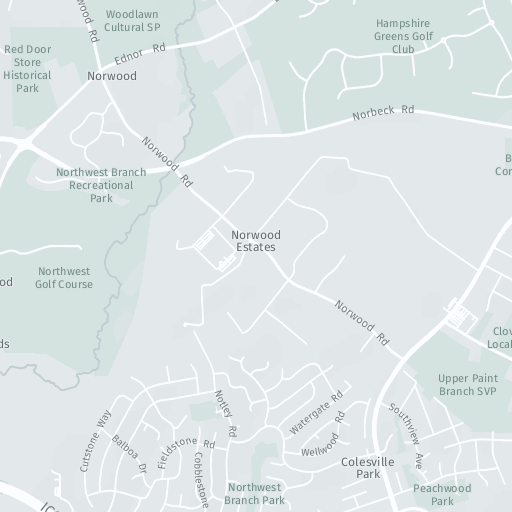 Woodlawn
Cultural SP
Hampshire
Greens Golf
Club
Red Door
Store
Historical
Park
Ednor Rd
Norwood
Norbeck Rd
Norwood Rd
Northwest Branch
Recreational
Park
Norwood
Estates
Northwest
Golf Course
Norwood Rd
Upper Paint
Branch SVP
Notley Rd
Watergate Rd
Cutstone Way
Balboa Dr
Fieldstone Rd
Wellwood Rd
Southview Ave
Cobblestone
Colesville
Park
Northwest
Branch Park
Peachwood
Park